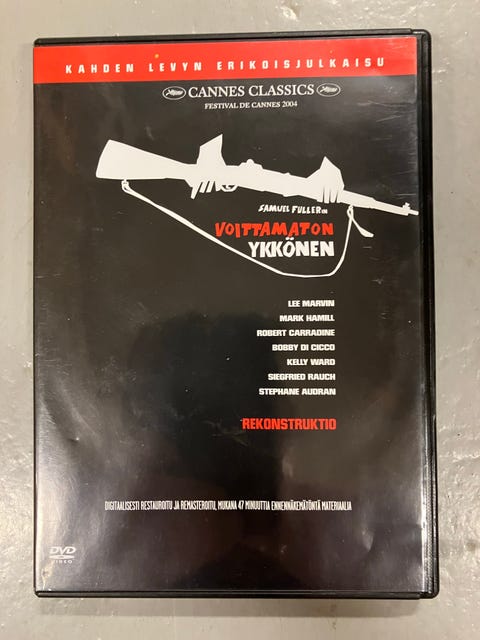 KAHDEN LEVYN ERIKOISJULKAISU
CANNES CLASSICS
FESTIVAL DE CANNES 2004
SAMUEL FULLERIN
VOITTAMATON
YKKÖNEN
LEE MARVIN
MARK HAMILL
ROBERT CARRADINE
BOBBY DI CICCO
KELLY WARD
SIEGFRIED RAUCH
STEPHANE AUDRAN
REKONSTRUKTIO
DIGITAALISESTI RESTAUROITU JA REMASTEROITU, MUKANA 47 MINUUTTIA ENNENNÄKEMÄTÖNTÄ MATERIAALIA
DVD
VIDEO